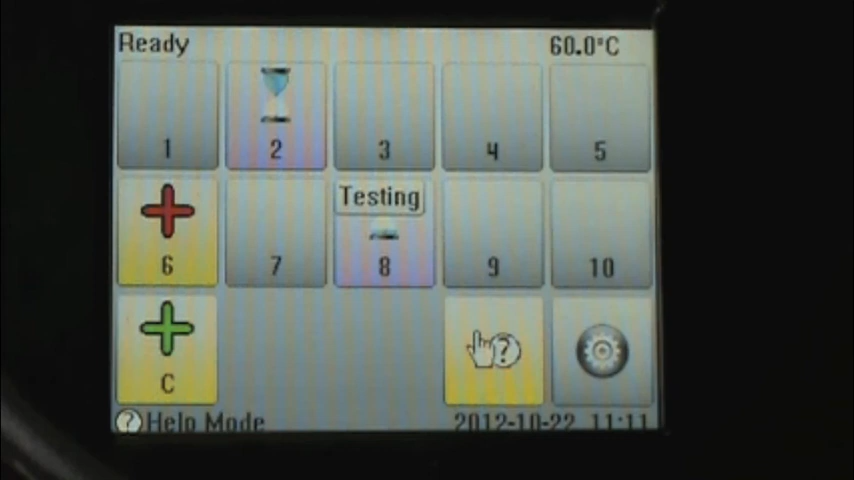 Ready 60.0°C
1 2 3 4 5
Testing
6 7 8 9 10
?
C
? Help Mode 2012-10-22 11:11